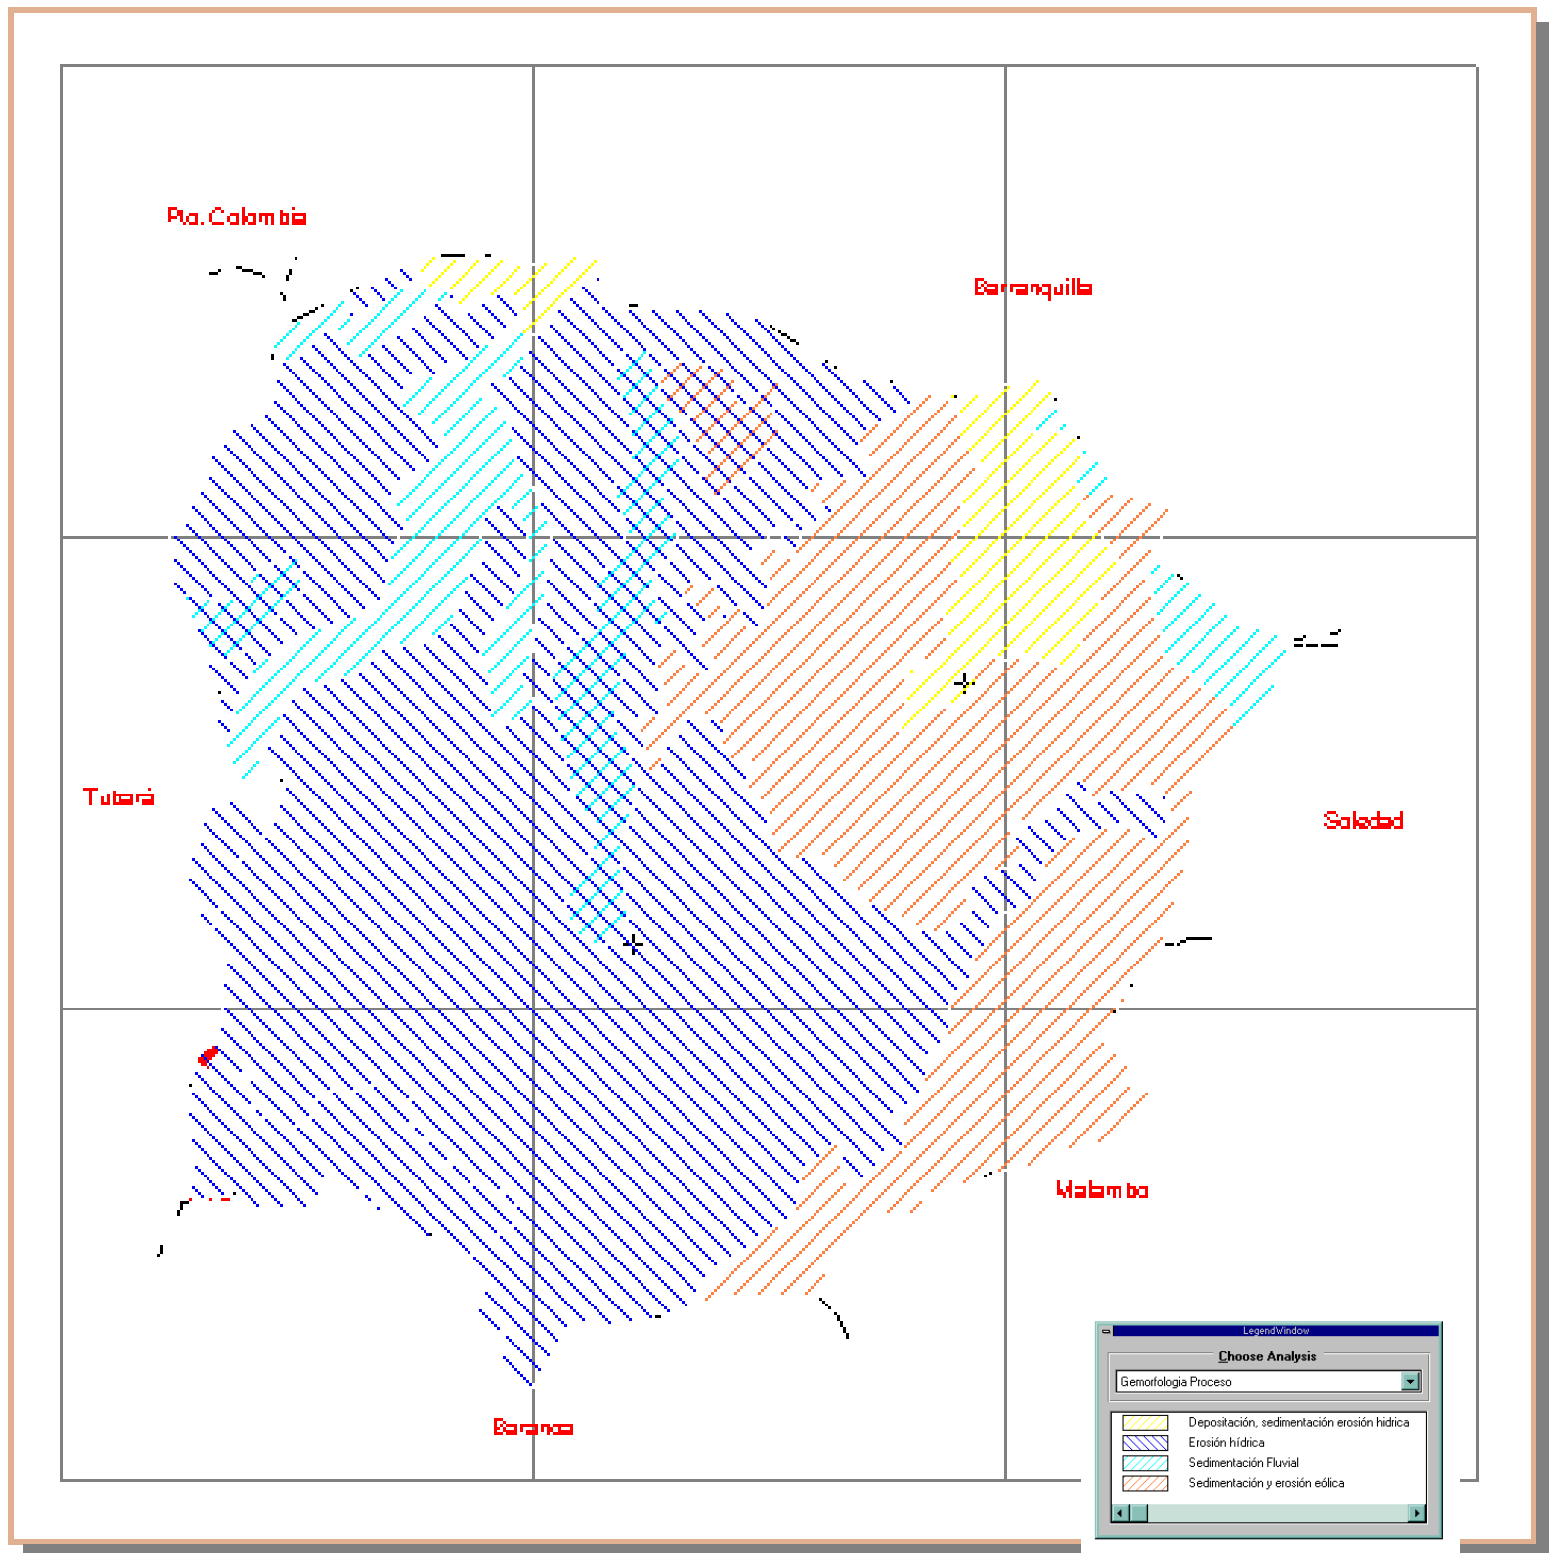 Pto. Colombia
Barranquilla
Tubará
Soledad
Malambo
Baranoa
LegendWindow
Choose Analysis
Gemorfologia Proceso
Depositación, sedimentación erosión hidrica
Erosión hídrica
Sedimentación Fluvial
Sedimentación y erosión eólica